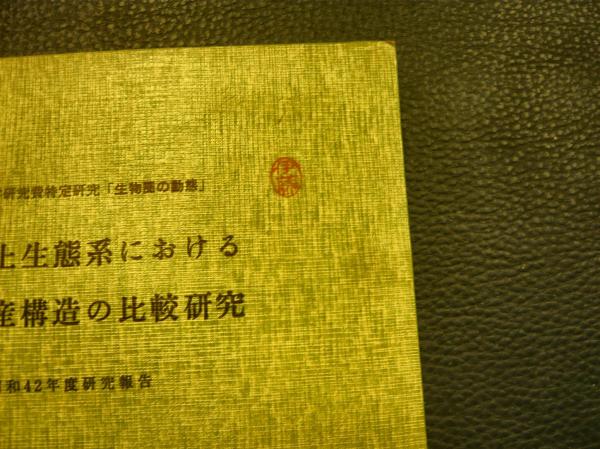 研究費特定研究「生物圏の動態」
上生態系における
産構造の比較研究
和42年度研究報告
伊藤